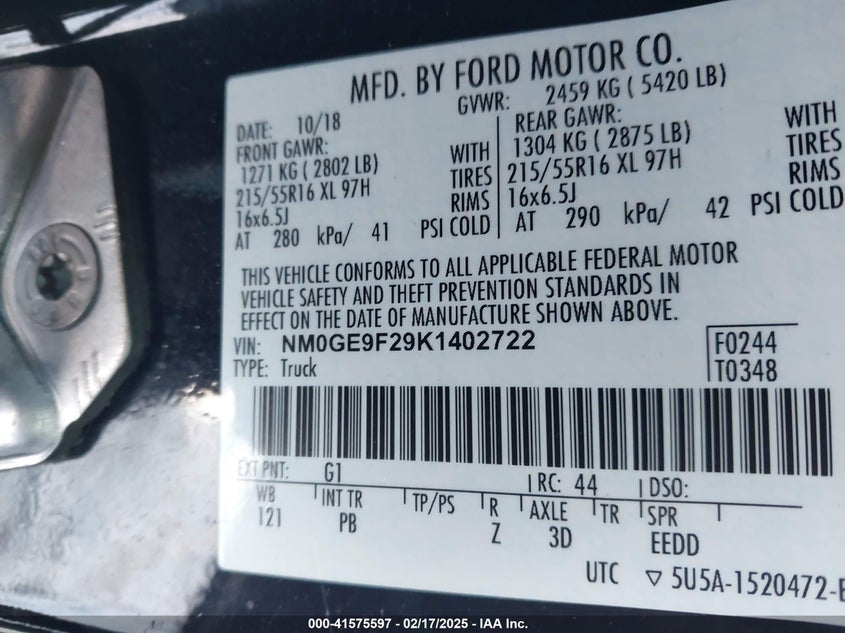 MFD. BY FORD MOTOR CO.
GVWR: 2459 KG ( 5420 LB)
DATE: 10/18
FRONT GAWR:
1271 KG ( 2802 LB) WITH
215/55R16 XL 97H TIRES
16x6.5J RIMS
AT 280 kPa/ 41 PSI COLD
REAR GAWR: WITH
1304 KG ( 2875 LB) TIRES
215/55R16 XL 97H RIMS
16x6.5J
AT 290 kPa/ 42 PSI COLD
THIS VEHICLE CONFORMS TO ALL APPLICABLE FEDERAL MOTOR
VEHICLE SAFETY AND THEFT PREVENTION STANDARDS IN
EFFECT ON THE DATE OF MANUFACTURE SHOWN ABOVE.
VIN: NM0GE9F29K1402722
TYPE: Truck
F0244
T0348
EXT PNT: G1 RC: 44 DSO:
WB INT TR TP/PS R AXLE TR SPR
121 PB Z 3D EEDD
UTC ▽ 5U5A-1520472-
000-41575597 - 02/17/2025 - IAA Inc.